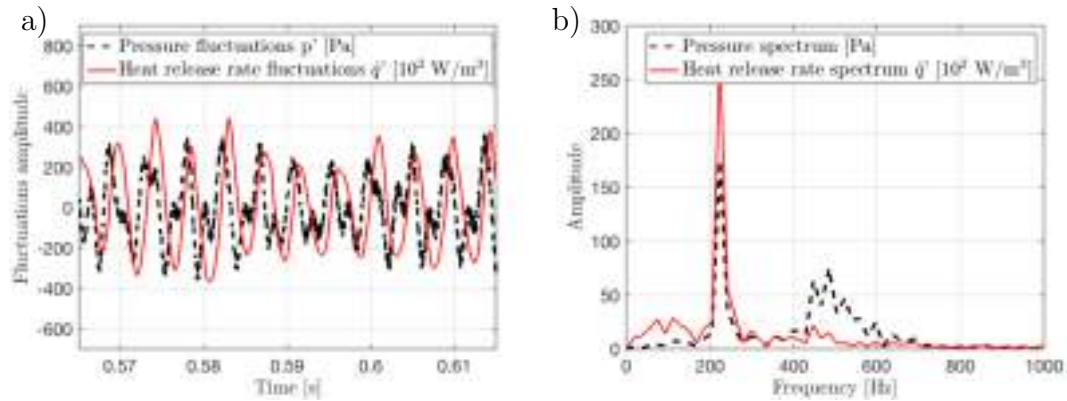 a)
Pressure fluctuations p' [Pa]
Heat release rate fluctuations q̇' [10² W/m³]
Fluctuations amplitude
800
600
400
200
0
-200
-400
-600
0.57 0.58 0.59 0.6 0.61
Time [s]
b)
Pressure spectrum [Pa]
Heat release rate spectrum q̇' [10² W/m³]
Amplitude
300
250
200
150
100
50
0
0 200 400 600 800 1000
Frequency [Hz]